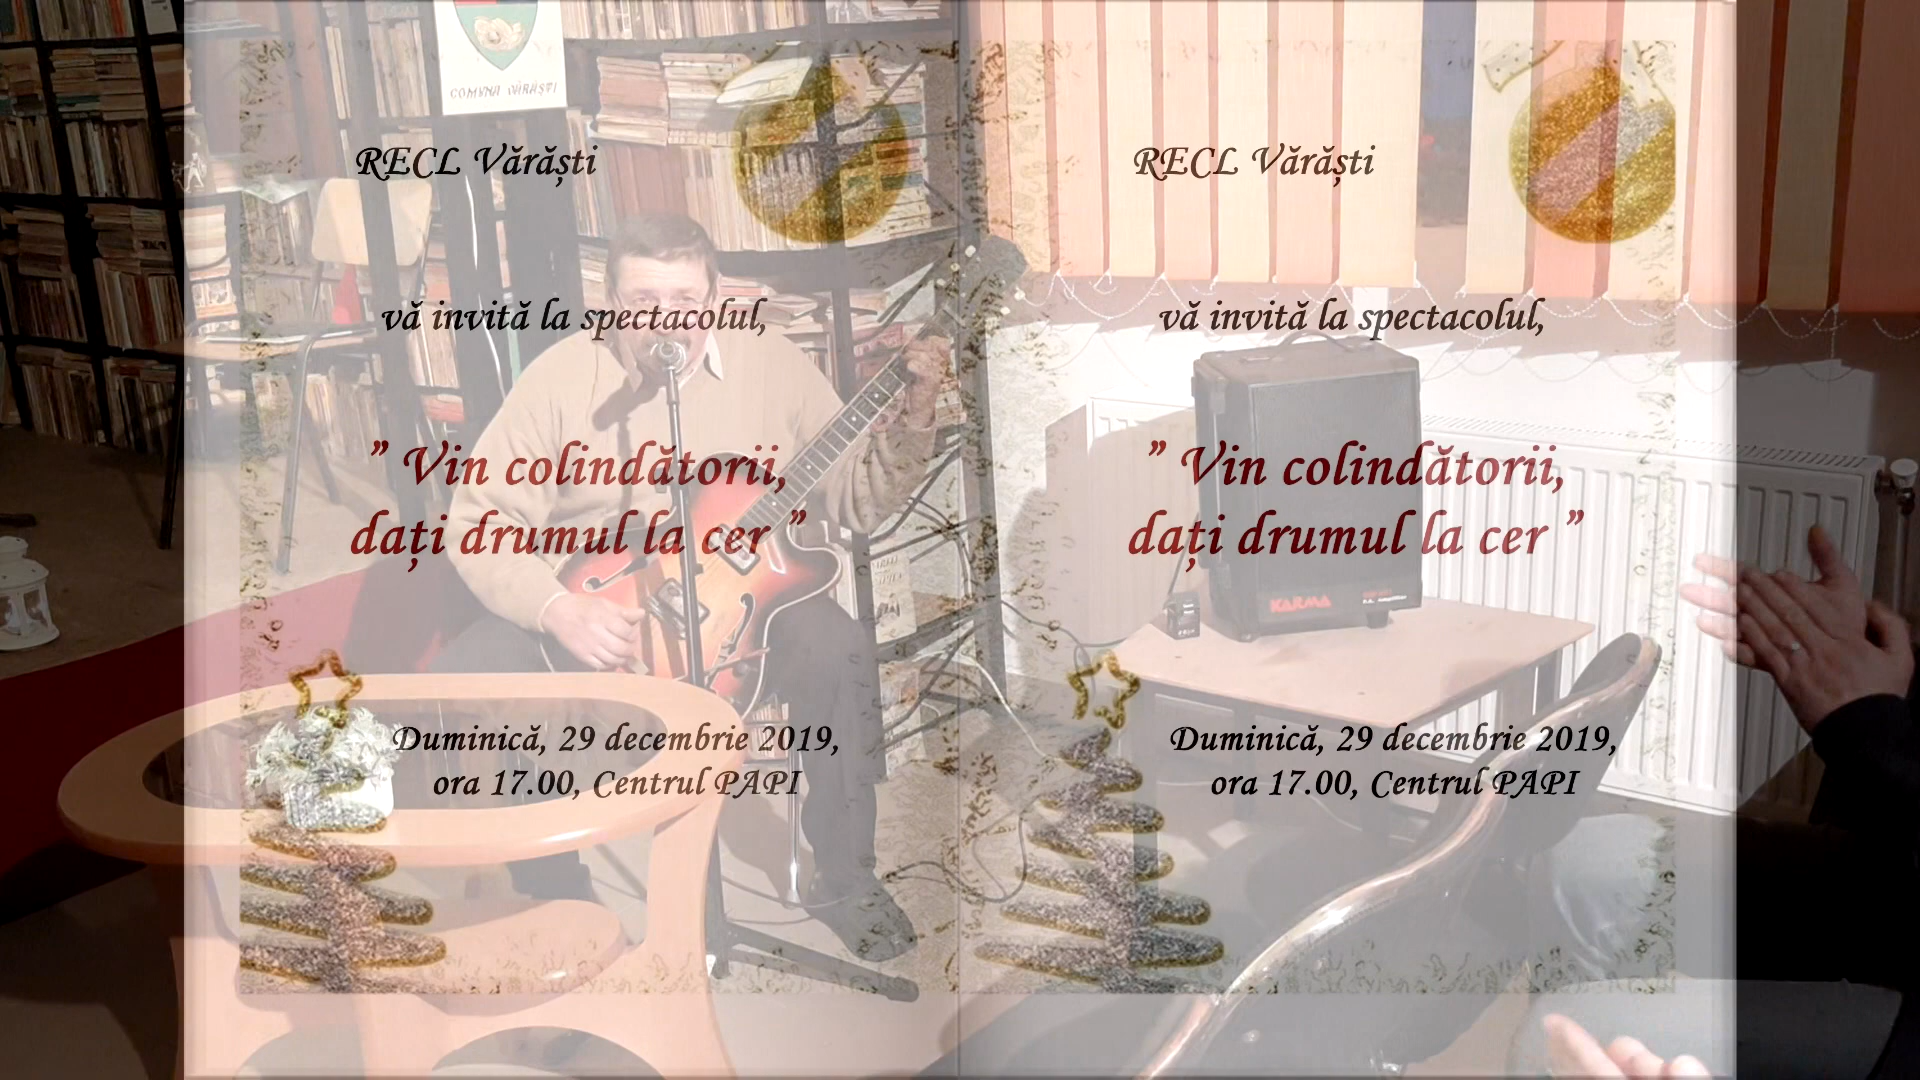 COMUNA VĂRĂȘTI
RECL Vărăști
vă invită la spectacolul,
” Vin colindătorii,
dați drumul la cer ”
Duminică, 29 decembrie 2019,
ora 17.00, Centrul PAPI
RECL Vărăști
vă invită la spectacolul,
” Vin colindătorii,
dați drumul la cer ”
Duminică, 29 decembrie 2019,
ora 17.00, Centrul PAPI
KARMA